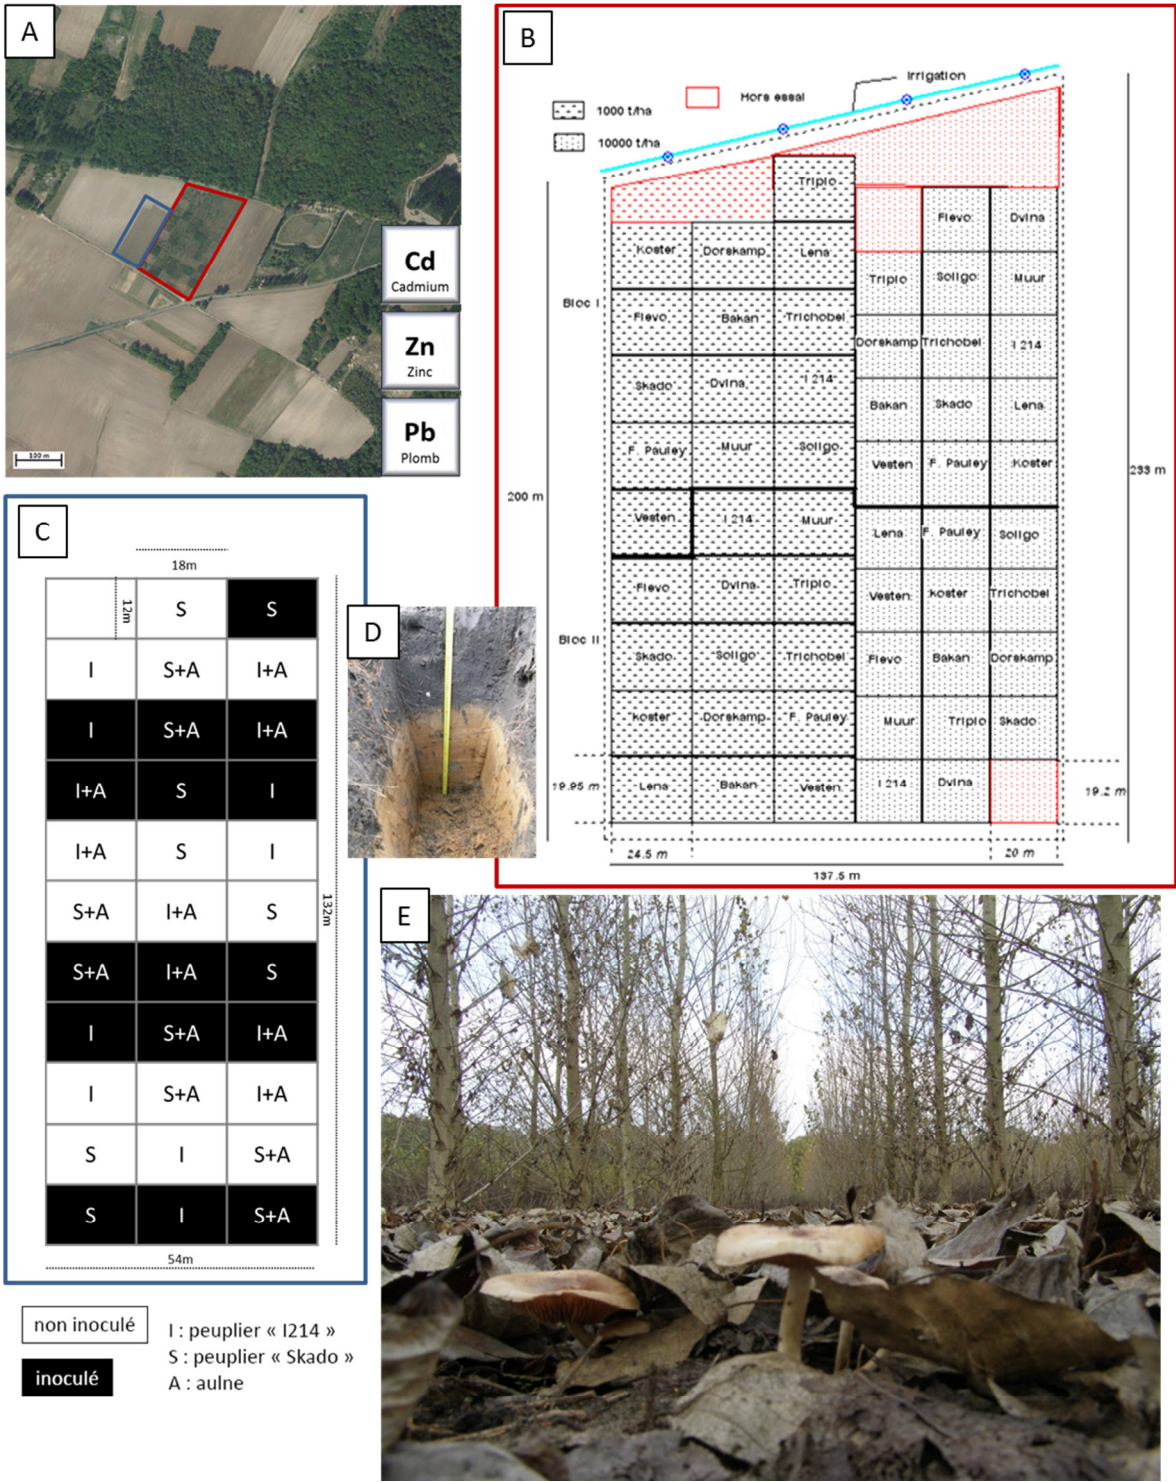 A
Cd
Cadmium
Zn
Zinc
Pb
Plomb
100 m
B
Irrigation
1000 t/ha
Hors essai
10000 t/ha
Triplo
Flevo Dvina
Koster Dorskamp Lena
Triplo Soligo Muur
Bloc I
Flevo Bakan Trichobel
Dorskamp Trichobel I 214
Skado Dvina I 214
Bakan Skado Lena
F. Pauley Muur Soligo
Vesten F. Pauley Koster
200 m
233 m
Vesten I 214 Muur
Lena F. Pauley Soligo
Flevo Dvina Triplo
Vesten koster Trichobel
Bloc II
Skado Soligo Trichobel
Flevo Bakan Dorskamp
koster Dorskamp F. Pauley
Muur Triplo Skado
19.95 m
Lena Bakan Vesten
I 214 Dvina
19.2 m
24.5 m
20 m
137.5 m
C
18m
12m
S S
I S+A I+A
I S+A I+A
I+A S I
I+A S I
S+A I+A S
132m
S+A I+A S
I S+A I+A
I S+A I+A
S I S+A
S I S+A
54m
non inoculé
inoculé
I : peuplier « I214 »
S : peuplier « Skado »
A : aulne
D
E